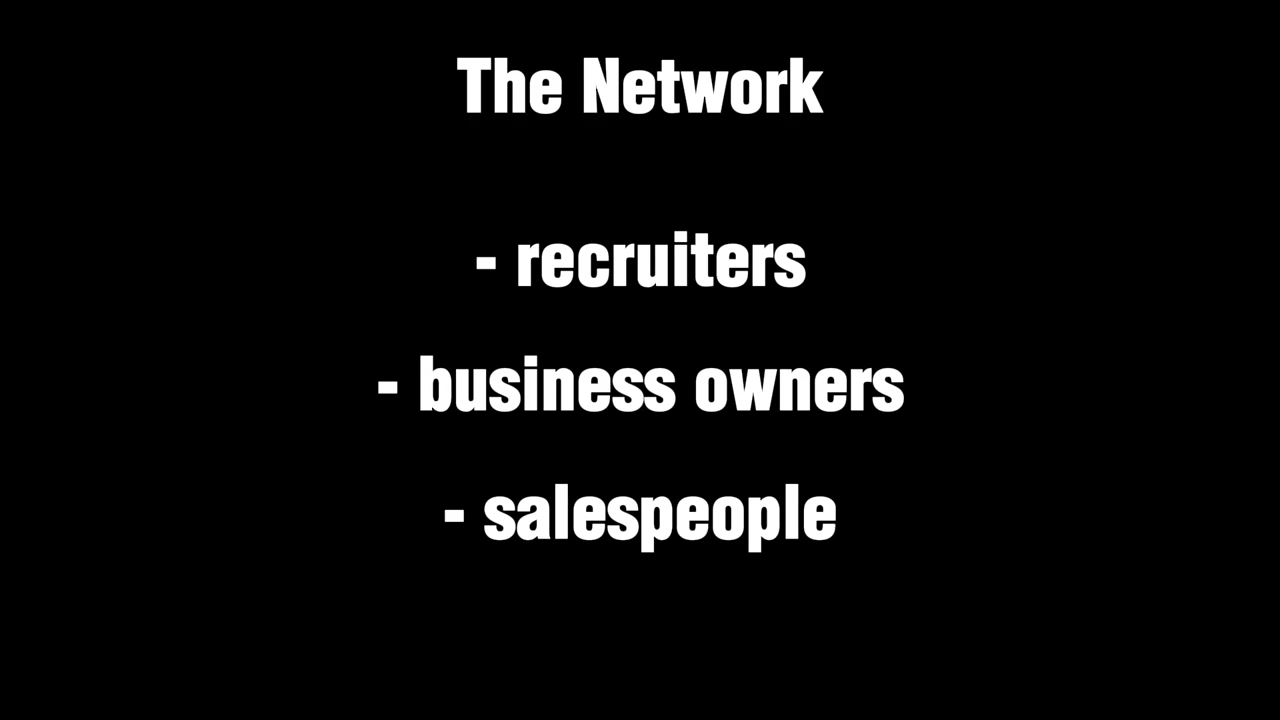 The Network
- recruiters
- business owners
- salespeople